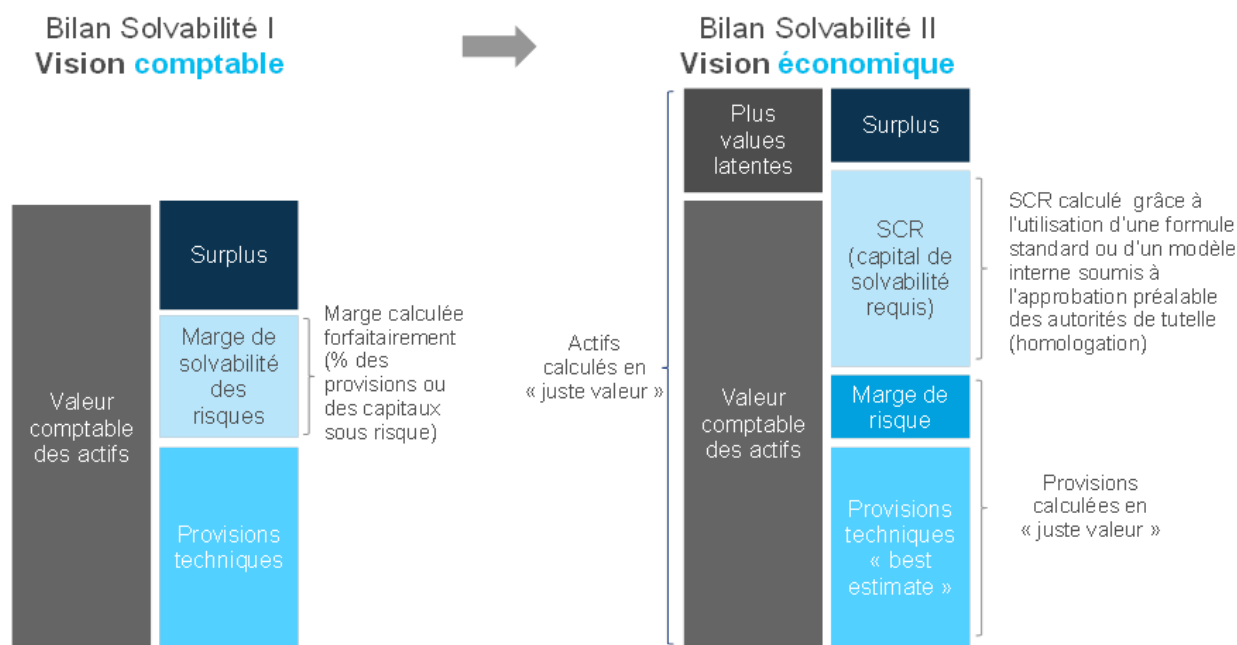 Bilan Solvabilité I
Vision comptable
Valeur
comptable
des actifs
Surplus
Marge de
solvabilité
des
risques
Provisions
techniques
Marge calculée
forfaitairement
(% des
provisions ou
des capitaux
sous risque)
Bilan Solvabilité II
Vision économique
Actifs
calculés en
« juste valeur »
Plus
values
latentes
Valeur
comptable
des actifs
Surplus
SCR
(capital de
solvabilité
requis)
Marge de
risque
Provisions
techniques
« best
estimate »
SCR calculé grâce à
l'utilisation d'une formule
standard ou d'un modèle
interne soumis à
l'approbation préalable
des autorités de tutelle
(homologation)
Provisions
calculées en
« juste valeur »